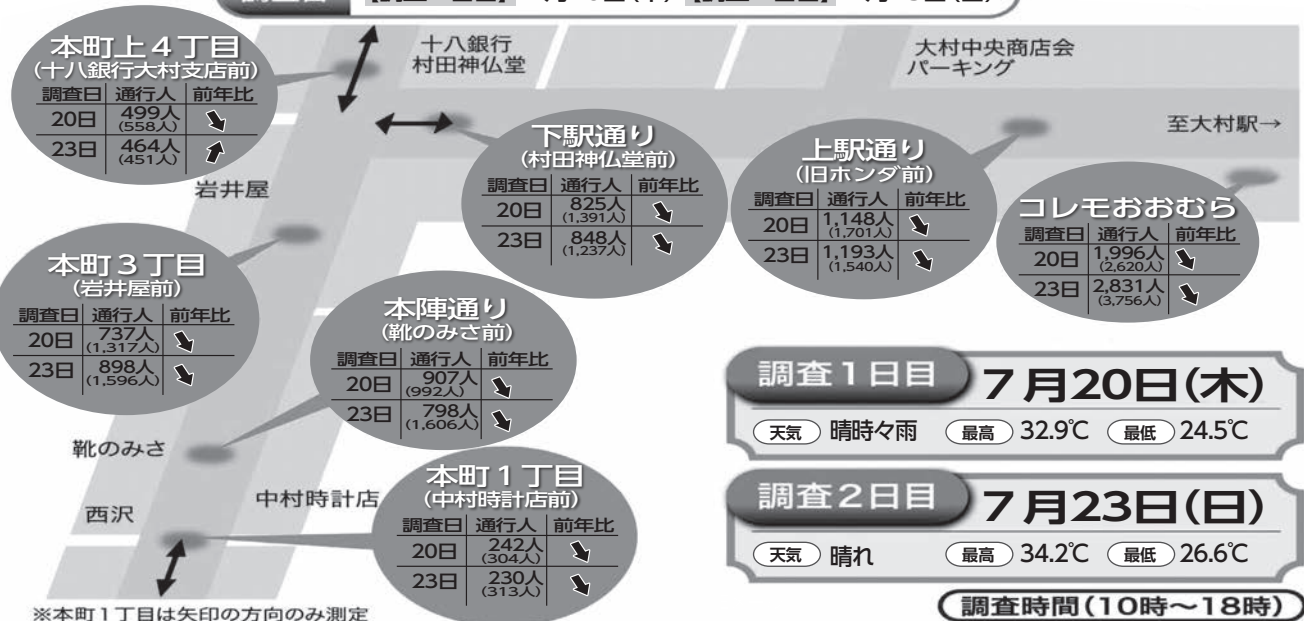 本町上4丁目
(十八銀行大村支店前)
調査日 通行人 前年比
20日 499人 (558人)
23日 464人 (451人)
十八銀行
村田神仏堂
大村中央商店会
パーキング
至大村駅→
下駅通り
(村田神仏堂前)
調査日 通行人 前年比
20日 825人 (1,391人)
23日 848人 (1,237人)
上駅通り
(旧ホンダ前)
調査日 通行人 前年比
20日 1,148人 (1,701人)
23日 1,193人 (1,540人)
コレモおおむら
調査日 通行人 前年比
20日 1,996人 (2,620人)
23日 2,831人 (3,756人)
岩井屋
本町3丁目
(岩井屋前)
調査日 通行人 前年比
20日 737人 (1,317人)
23日 898人 (1,596人)
本陣通り
(靴のみさ前)
調査日 通行人 前年比
20日 907人 (992人)
23日 798人 (1,606人)
靴のみさ
西沢
中村時計店
本町1丁目
(中村時計店前)
調査日 通行人 前年比
20日 242人 (304人)
23日 230人 (313人)
※本町1丁目は矢印の方向のみ測定
調査1日目 7月20日(木)
天気 晴時々雨 最高 32.9℃ 最低 24.5℃
調査2日目 7月23日(日)
天気 晴れ 最高 34.2℃ 最低 26.6℃
調査時間(10時～18時)